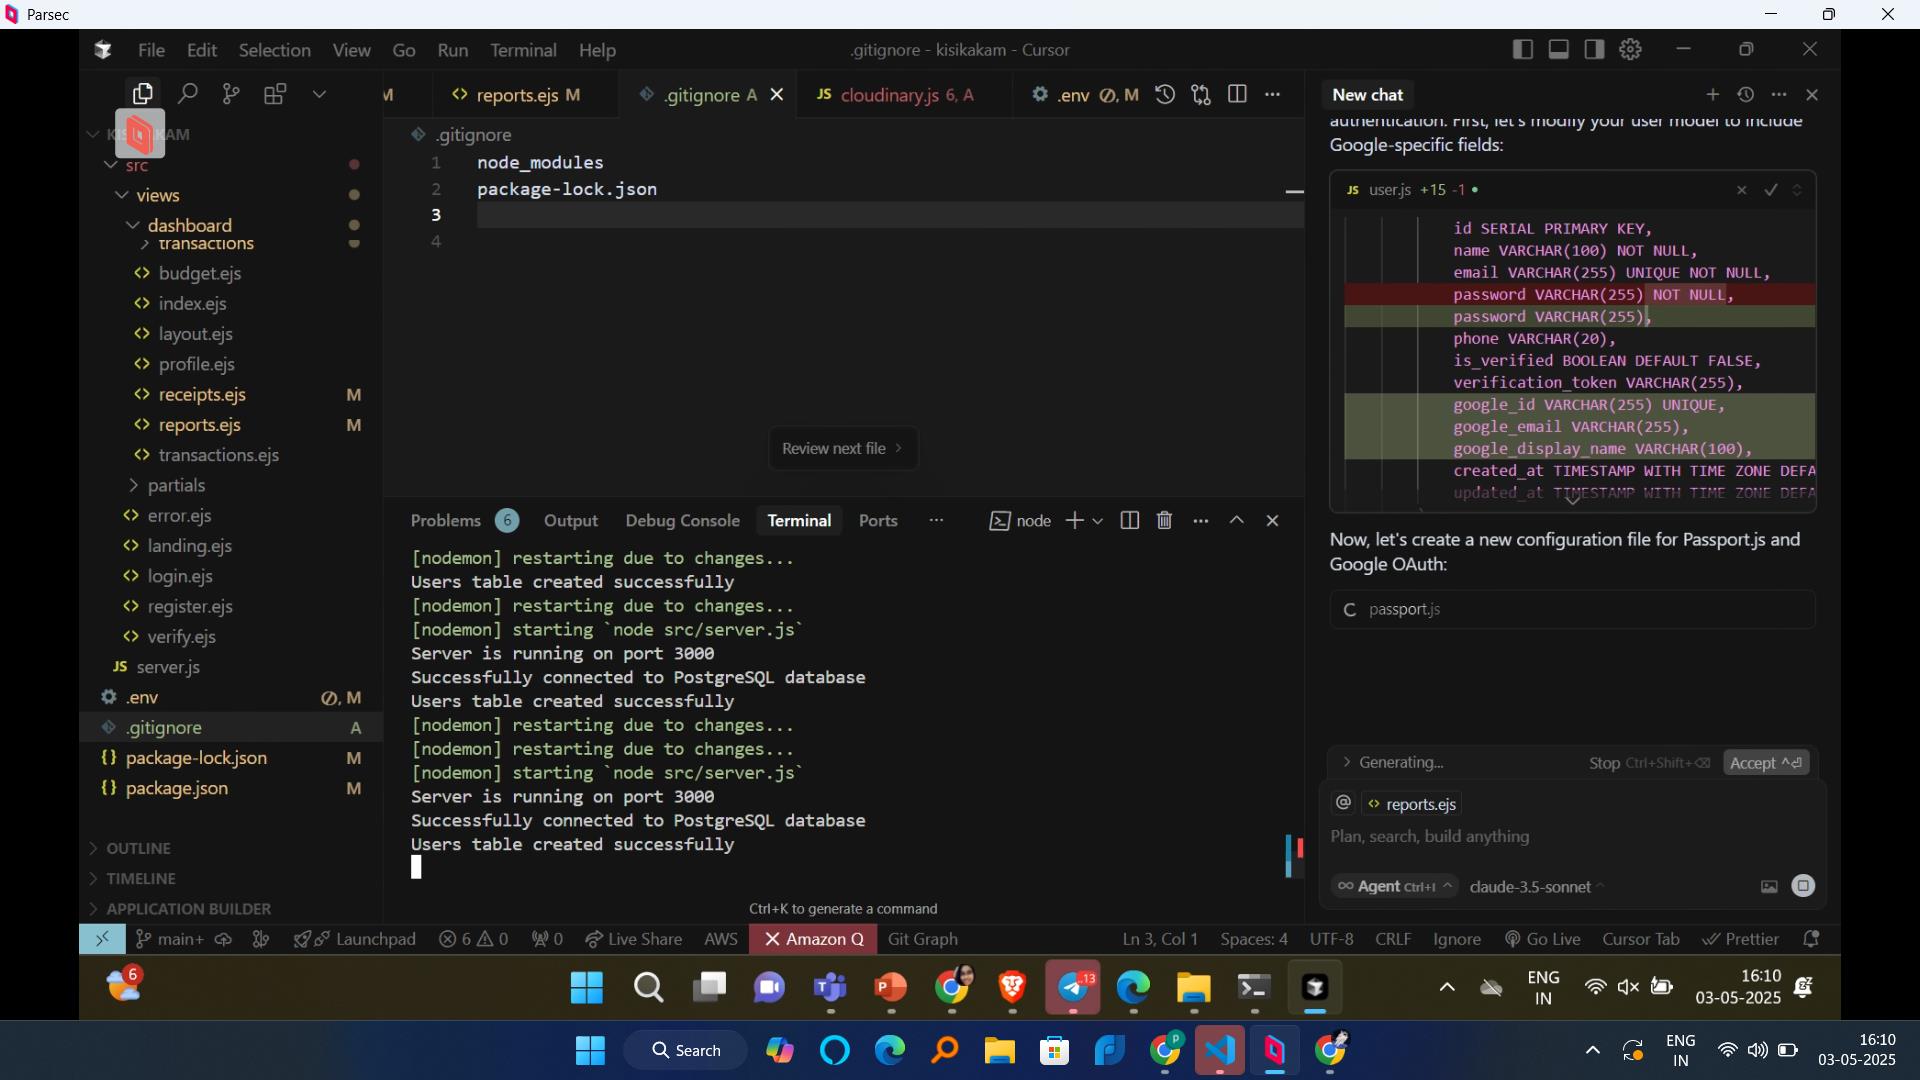 Parsec
File Edit Selection View Go Run Terminal Help
.gitignore - kisikakam - Cursor
M
reports.ejs M
.gitignore A
JS cloudinary.js 6, A
.env M
New chat
.gitignore
1 node_modules
2 package-lock.json
3
4
Review next file
src
views
dashboard
transactions
budget.ejs
index.ejs
layout.ejs
profile.ejs
receipts.ejs M
reports.ejs M
transactions.ejs
partials
error.ejs
landing.ejs
login.ejs
register.ejs
verify.ejs
JS server.js
.env M
.gitignore A
package-lock.json M
package.json M
OUTLINE
TIMELINE
APPLICATION BUILDER
Problems 6 Output Debug Console Terminal Ports
node
[nodemon] restarting due to changes...
Users table created successfully
[nodemon] restarting due to changes...
[nodemon] starting `node src/server.js`
Server is running on port 3000
Successfully connected to PostgreSQL database
Users table created successfully
[nodemon] restarting due to changes...
[nodemon] restarting due to changes...
[nodemon] starting `node src/server.js`
Server is running on port 3000
Successfully connected to PostgreSQL database
Users table created successfully
Ctrl+K to generate a command
authentication. First, let's modify your user model to include
Google-specific fields:
JS user.js +15 -1
id SERIAL PRIMARY KEY,
name VARCHAR(100) NOT NULL,
email VARCHAR(255) UNIQUE NOT NULL,
password VARCHAR(255) NOT NULL,
password VARCHAR(255),
phone VARCHAR(20),
is_verified BOOLEAN DEFAULT FALSE,
verification_token VARCHAR(255),
google_id VARCHAR(255) UNIQUE,
google_email VARCHAR(255),
google_display_name VARCHAR(100),
created_at TIMESTAMP WITH TIME ZONE DEFA
updated_at TIMESTAMP WITH TIME ZONE DEFA
Now, let's create a new configuration file for Passport.js and
Google OAuth:
passport.js
Generating...
Stop Ctrl+Shift+⌫
Accept ^⏎
@ reports.ejs
Plan, search, build anything
∞ Agent Ctrl+I
claude-3.5-sonnet
main+ Launchpad 6 0 0 Live Share AWS Amazon Q Git Graph
Ln 3, Col 1 Spaces: 4 UTF-8 CRLF Ignore Go Live Cursor Tab Prettier
6
13
ENG
IN
16:10
03-05-2025
Search
ENG
IN
16:10
03-05-2025